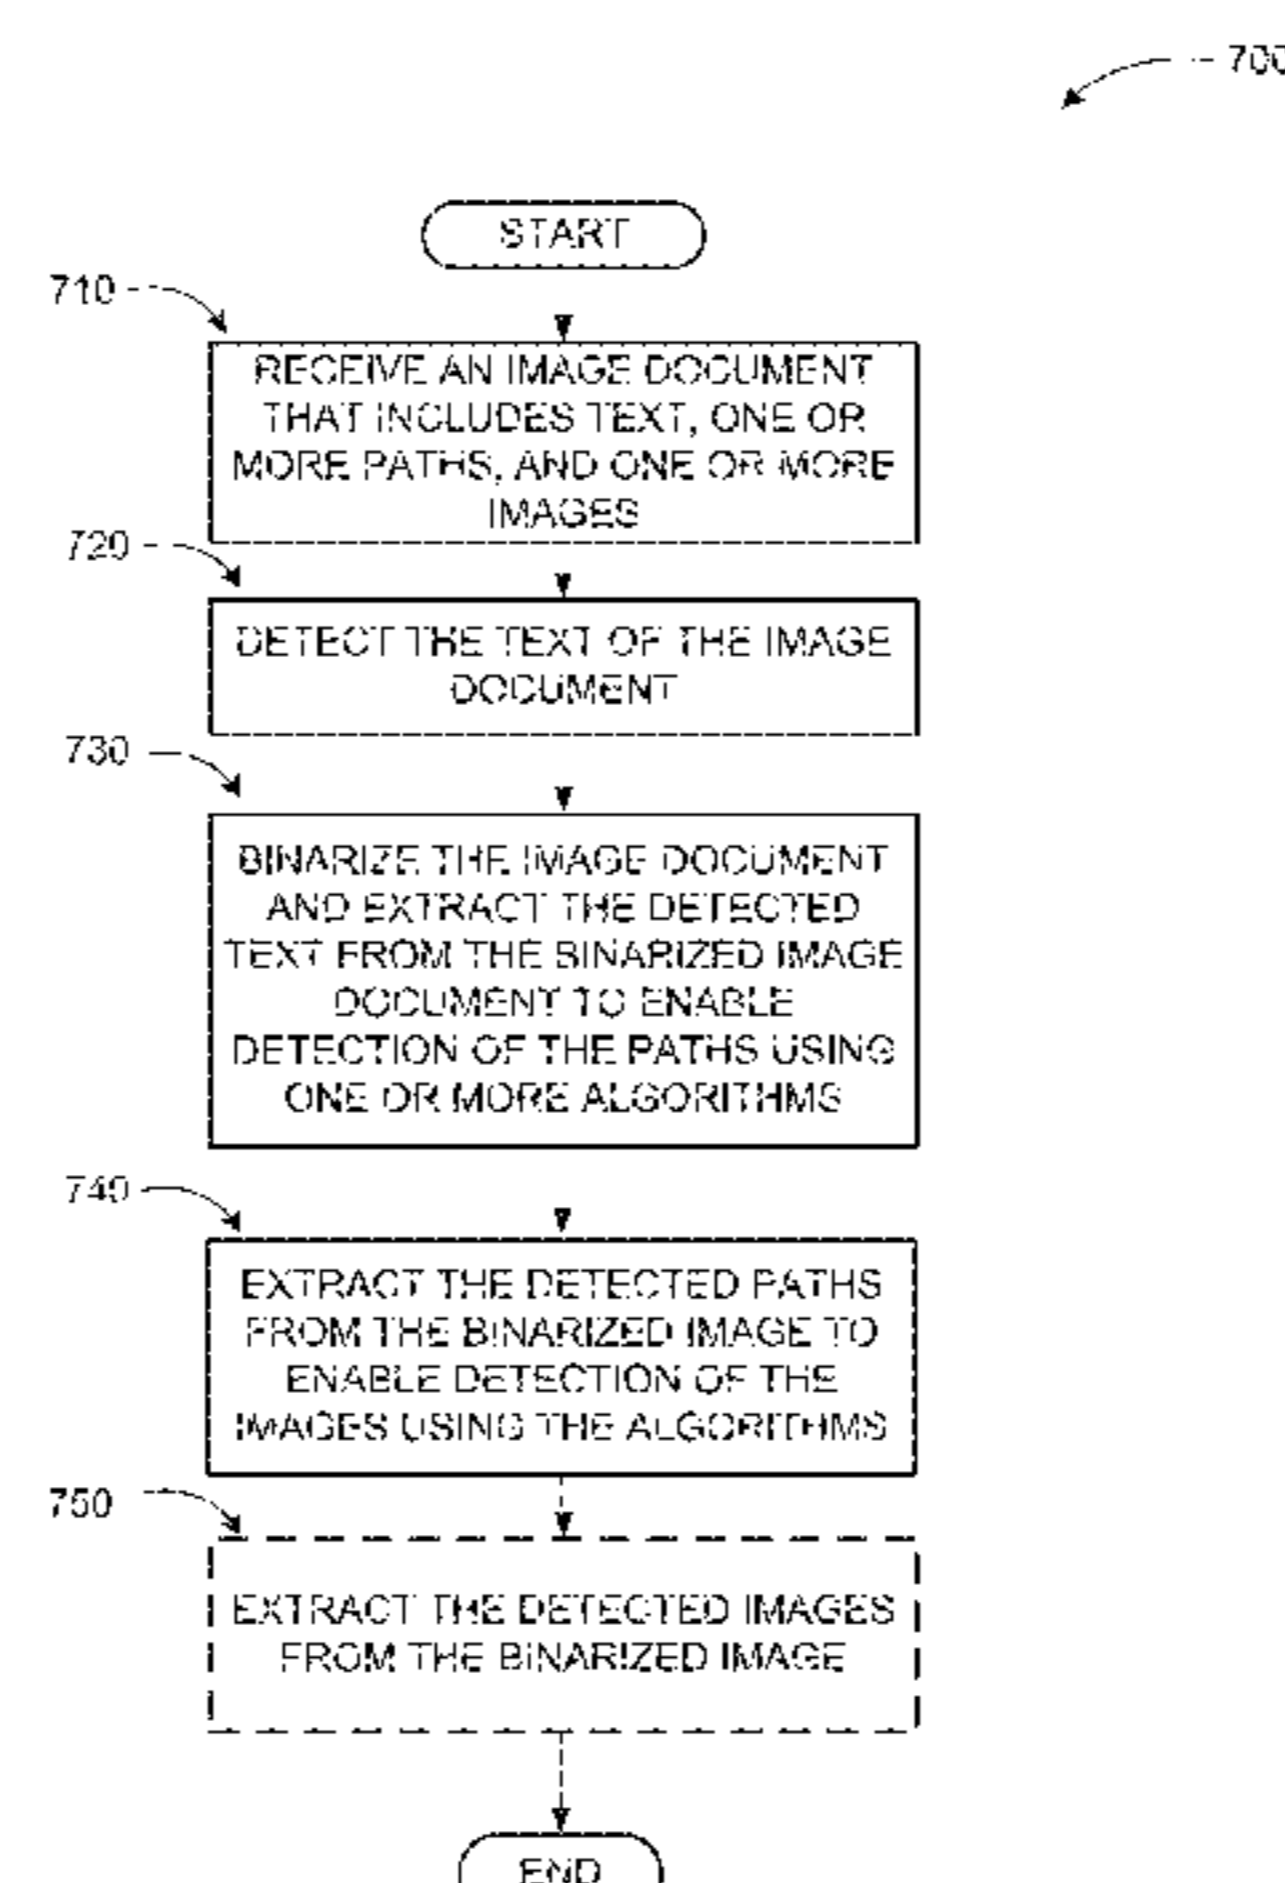 700
START
710
RECEIVE AN IMAGE DOCUMENT
THAT INCLUDES TEXT, ONE OR
MORE PATHS, AND ONE OR MORE
IMAGES
720
DETECT THE TEXT OF THE IMAGE
DOCUMENT
730
BINARIZE THE IMAGE DOCUMENT
AND EXTRACT THE DETECTED
TEXT FROM THE BINARIZED IMAGE
DOCUMENT TO ENABLE
DETECTION OF THE PATHS USING
ONE OR MORE ALGORITHMS
740
EXTRACT THE DETECTED PATHS
FROM THE BINARIZED IMAGE TO
ENABLE DETECTION OF THE
IMAGES USING THE ALGORITHMS
750
EXTRACT THE DETECTED IMAGES
FROM THE BINARIZED IMAGE
END